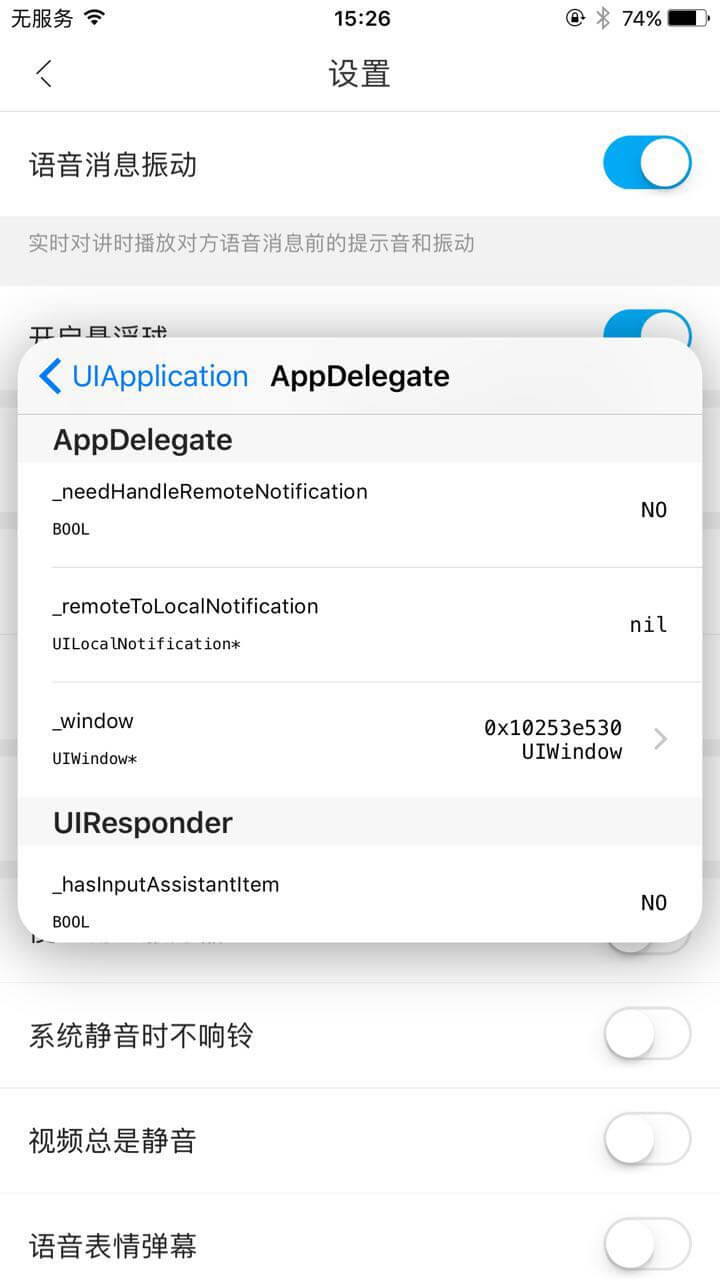 无服务 15:26 74%
设置
语音消息振动
实时对讲时播放对方语音消息前的提示音和振动
开启悬浮球
UIApplication AppDelegate
AppDelegate
_needHandleRemoteNotification
NO
BOOL
_remoteToLocalNotification
nil
UILocalNotification*
_window
0x10253e530
UIWindow
UIWindow*
UIResponder
_hasInputAssistantItem
NO
BOOL
系统静音时不响铃
视频总是静音
语音表情弹幕